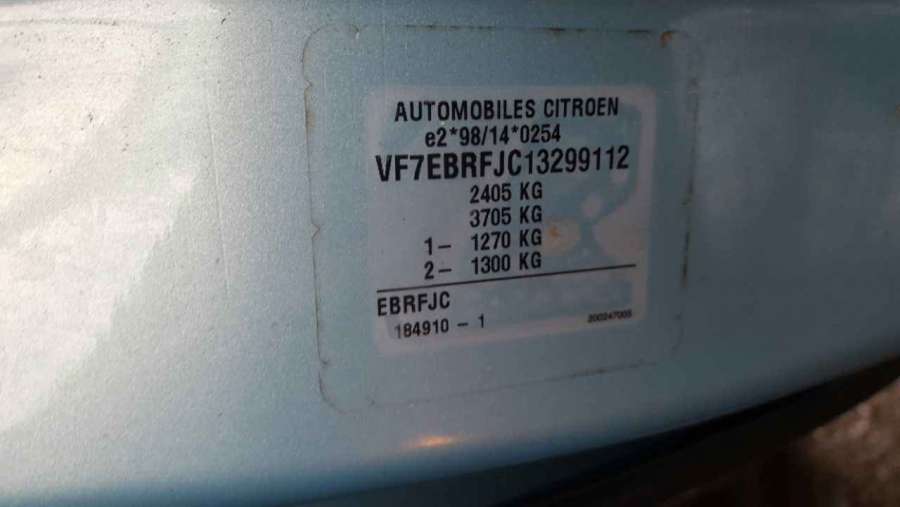 AUTOMOBILES CITROEN
e2*98/14*0254
VF7EBRFJC13299112
2405 KG
3705 KG
1- 1270 KG
2- 1300 KG
EBRFJC
184910 - 1
200247005